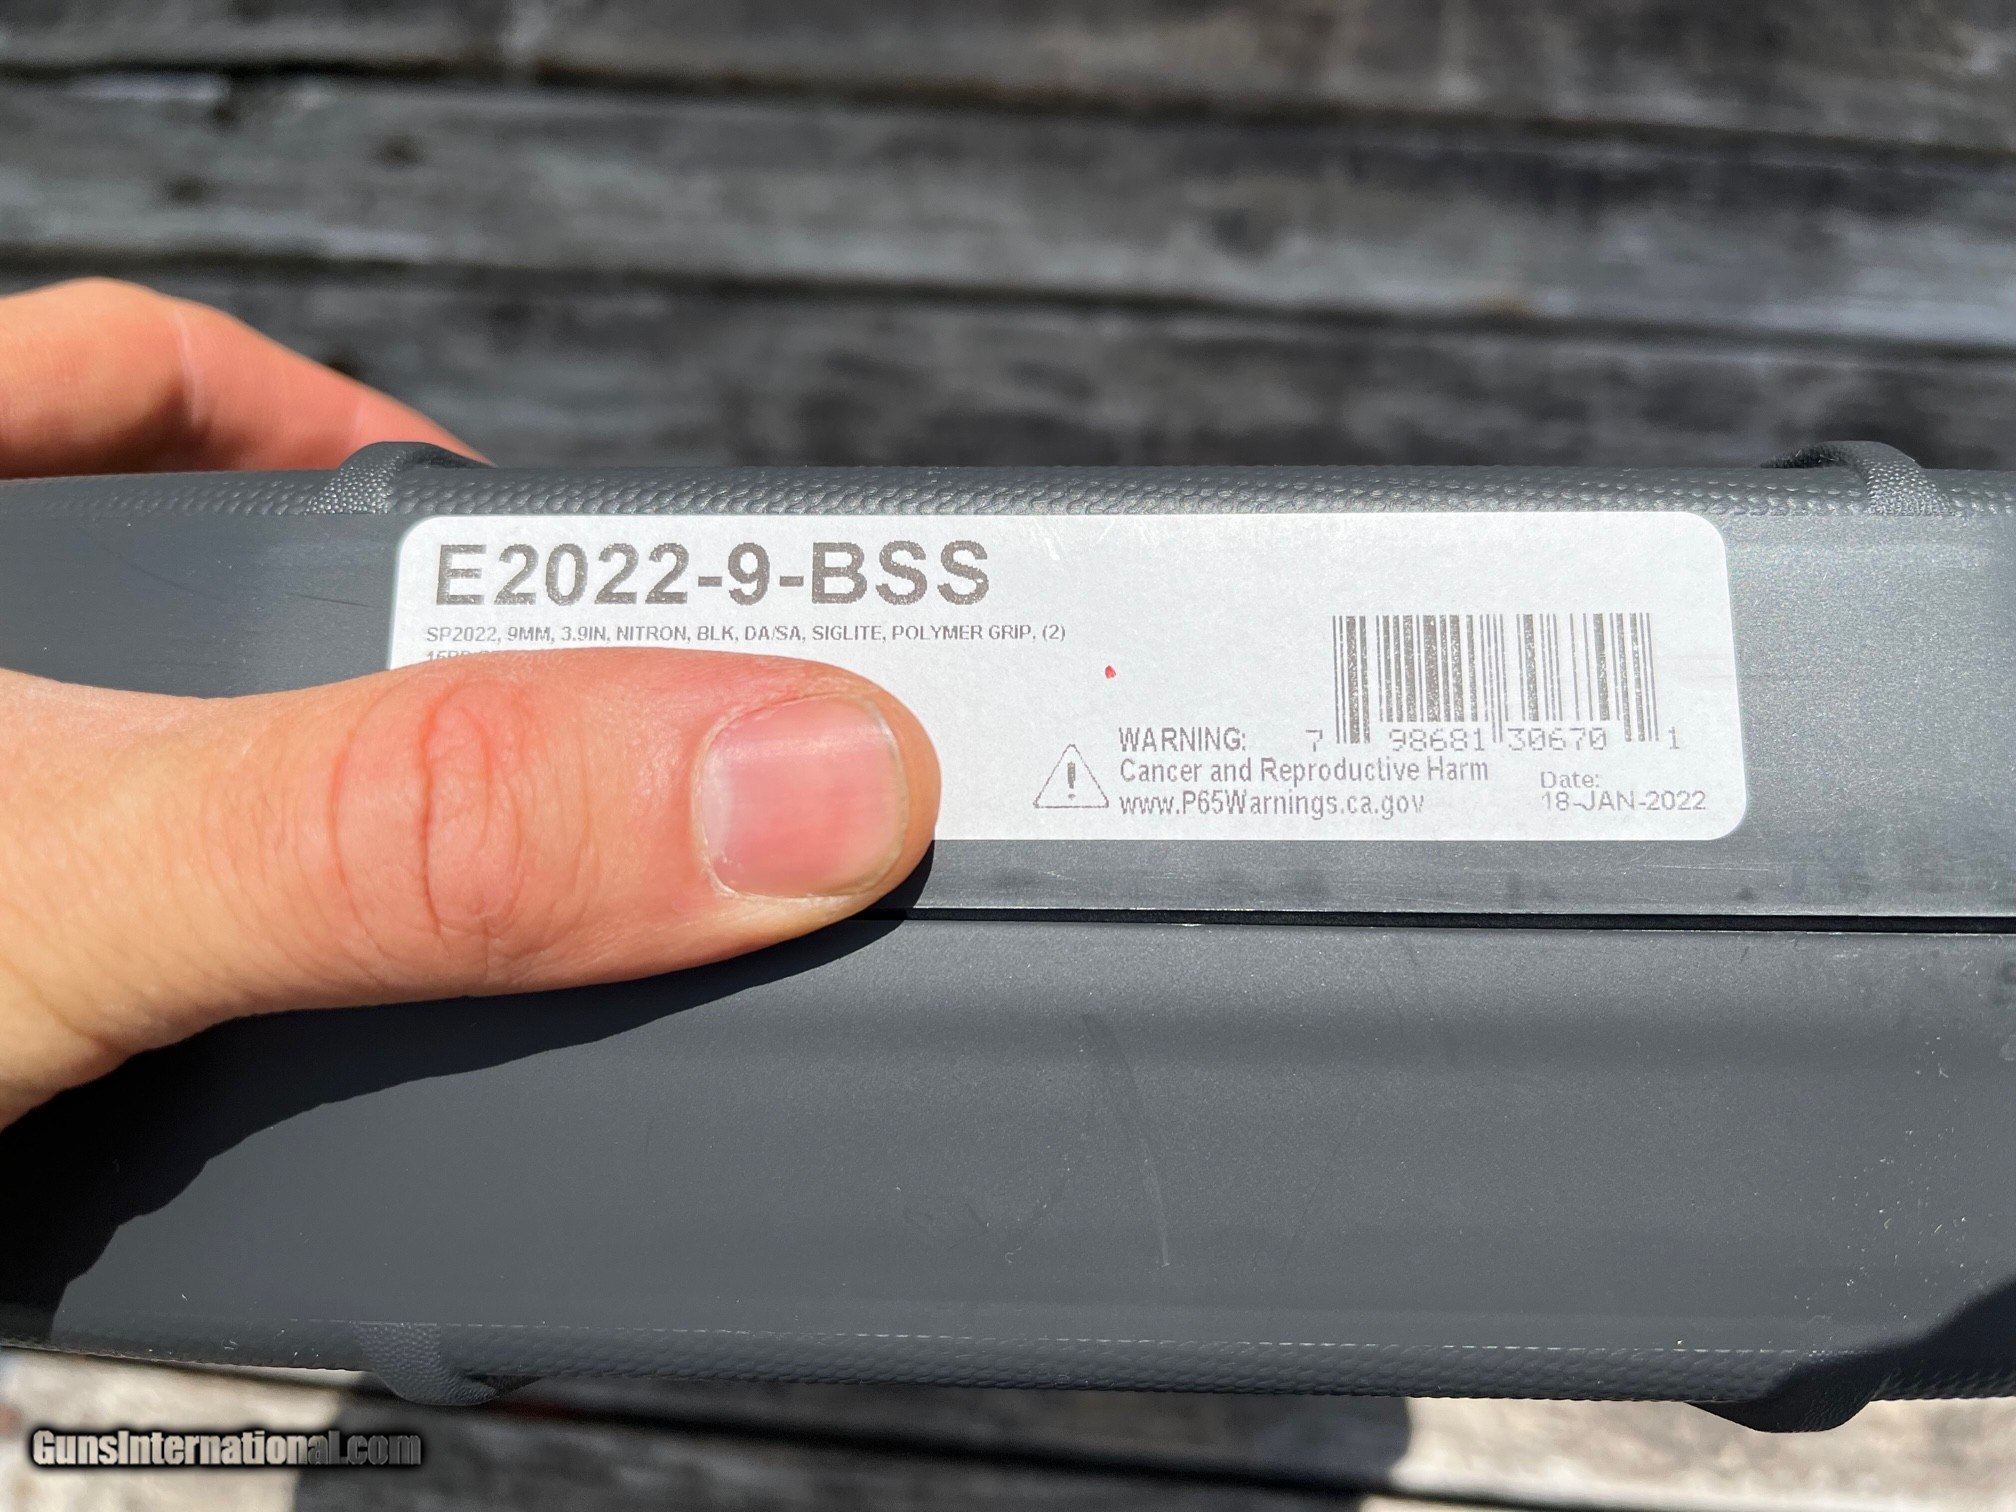 E2022-9-BSS
SP2022, 9MM, 3.9IN, NITRON, BLK, DA/SA, SIGLITE, POLYMER GRIP, (2)
WARNING:
Cancer and Reproductive Harm
www.P65Warnings.ca.gov
7 98681 30670 1
Date:
18-JAN-2022
GunsInternational.com